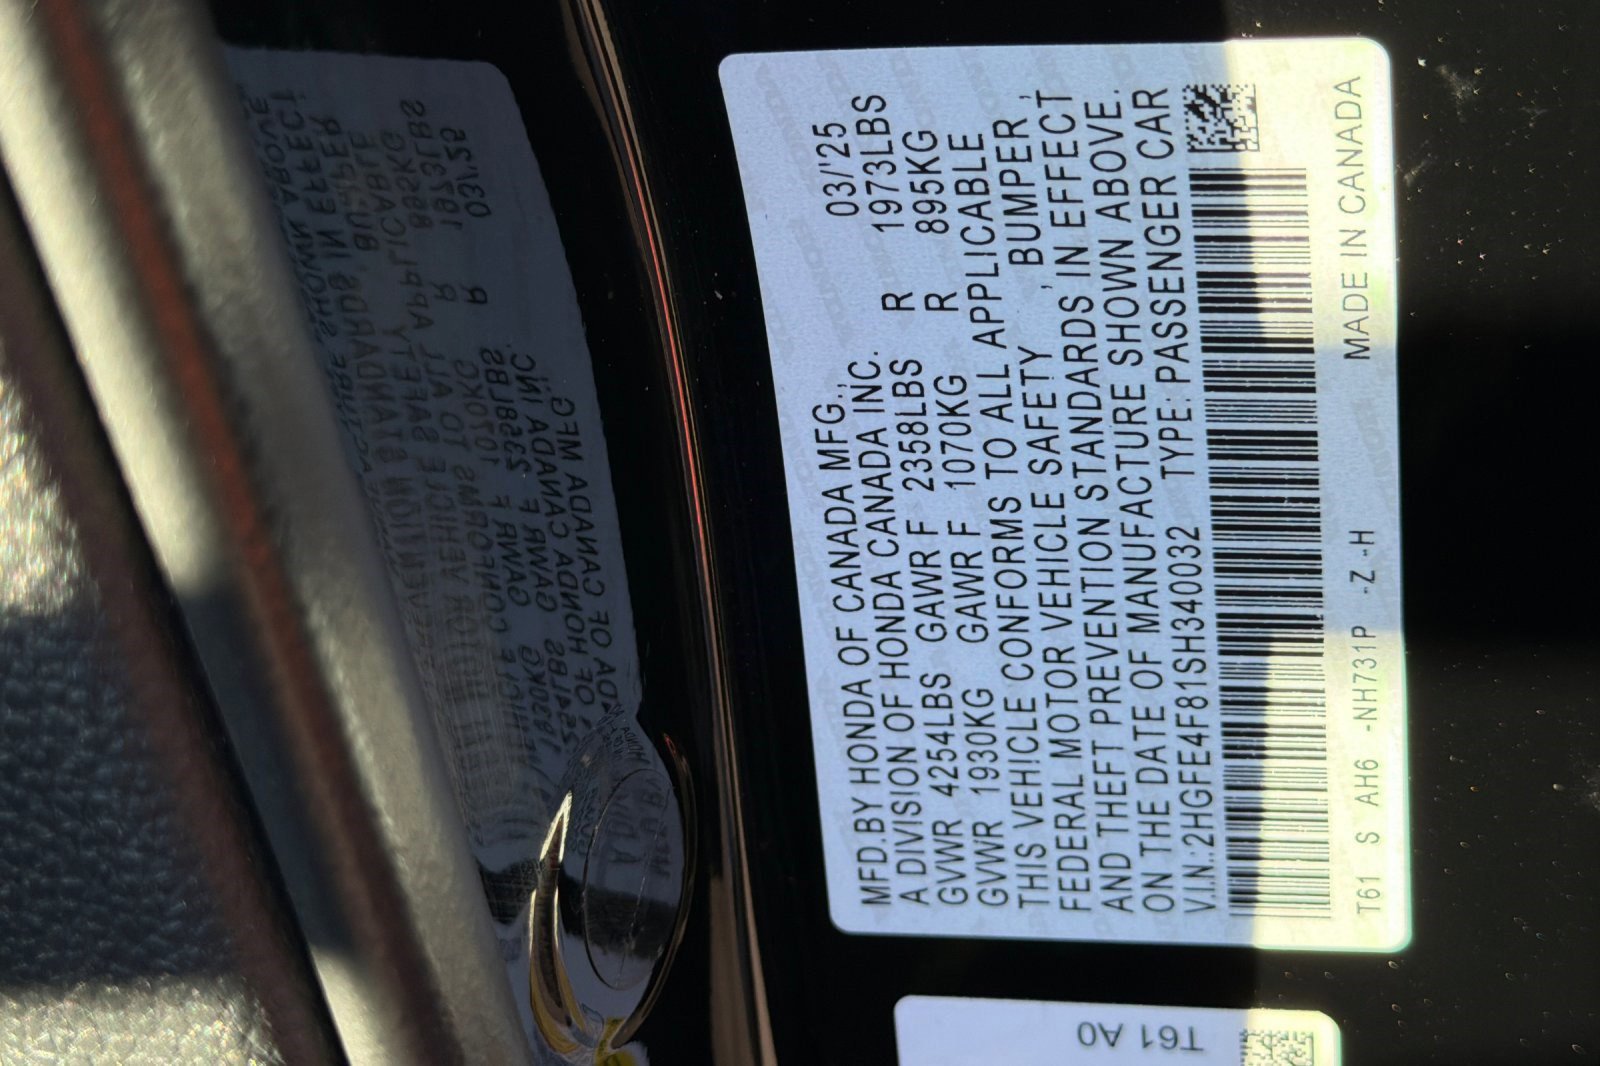 MFD.BY HONDA OF CANADA MFG., 03/'25
A DIVISION OF HONDA CANADA INC.
GVWR 4254LBS GAWR F 2358LBS R 1973LBS
GVWR 1930KG GAWR F 1070KG R 895KG
THIS VEHICLE CONFORMS TO ALL APPLICABLE
FEDERAL MOTOR VEHICLE SAFETY , BUMPER,
AND THEFT PREVENTION STANDARDS IN EFFECT
ON THE DATE OF MANUFACTURE SHOWN ABOVE.
V.I.N.:2HGFE4F81SH340032 TYPE: PASSENGER CAR
T61 S AH6 -NH731P -Z -H MADE IN CANADA
T61 A0